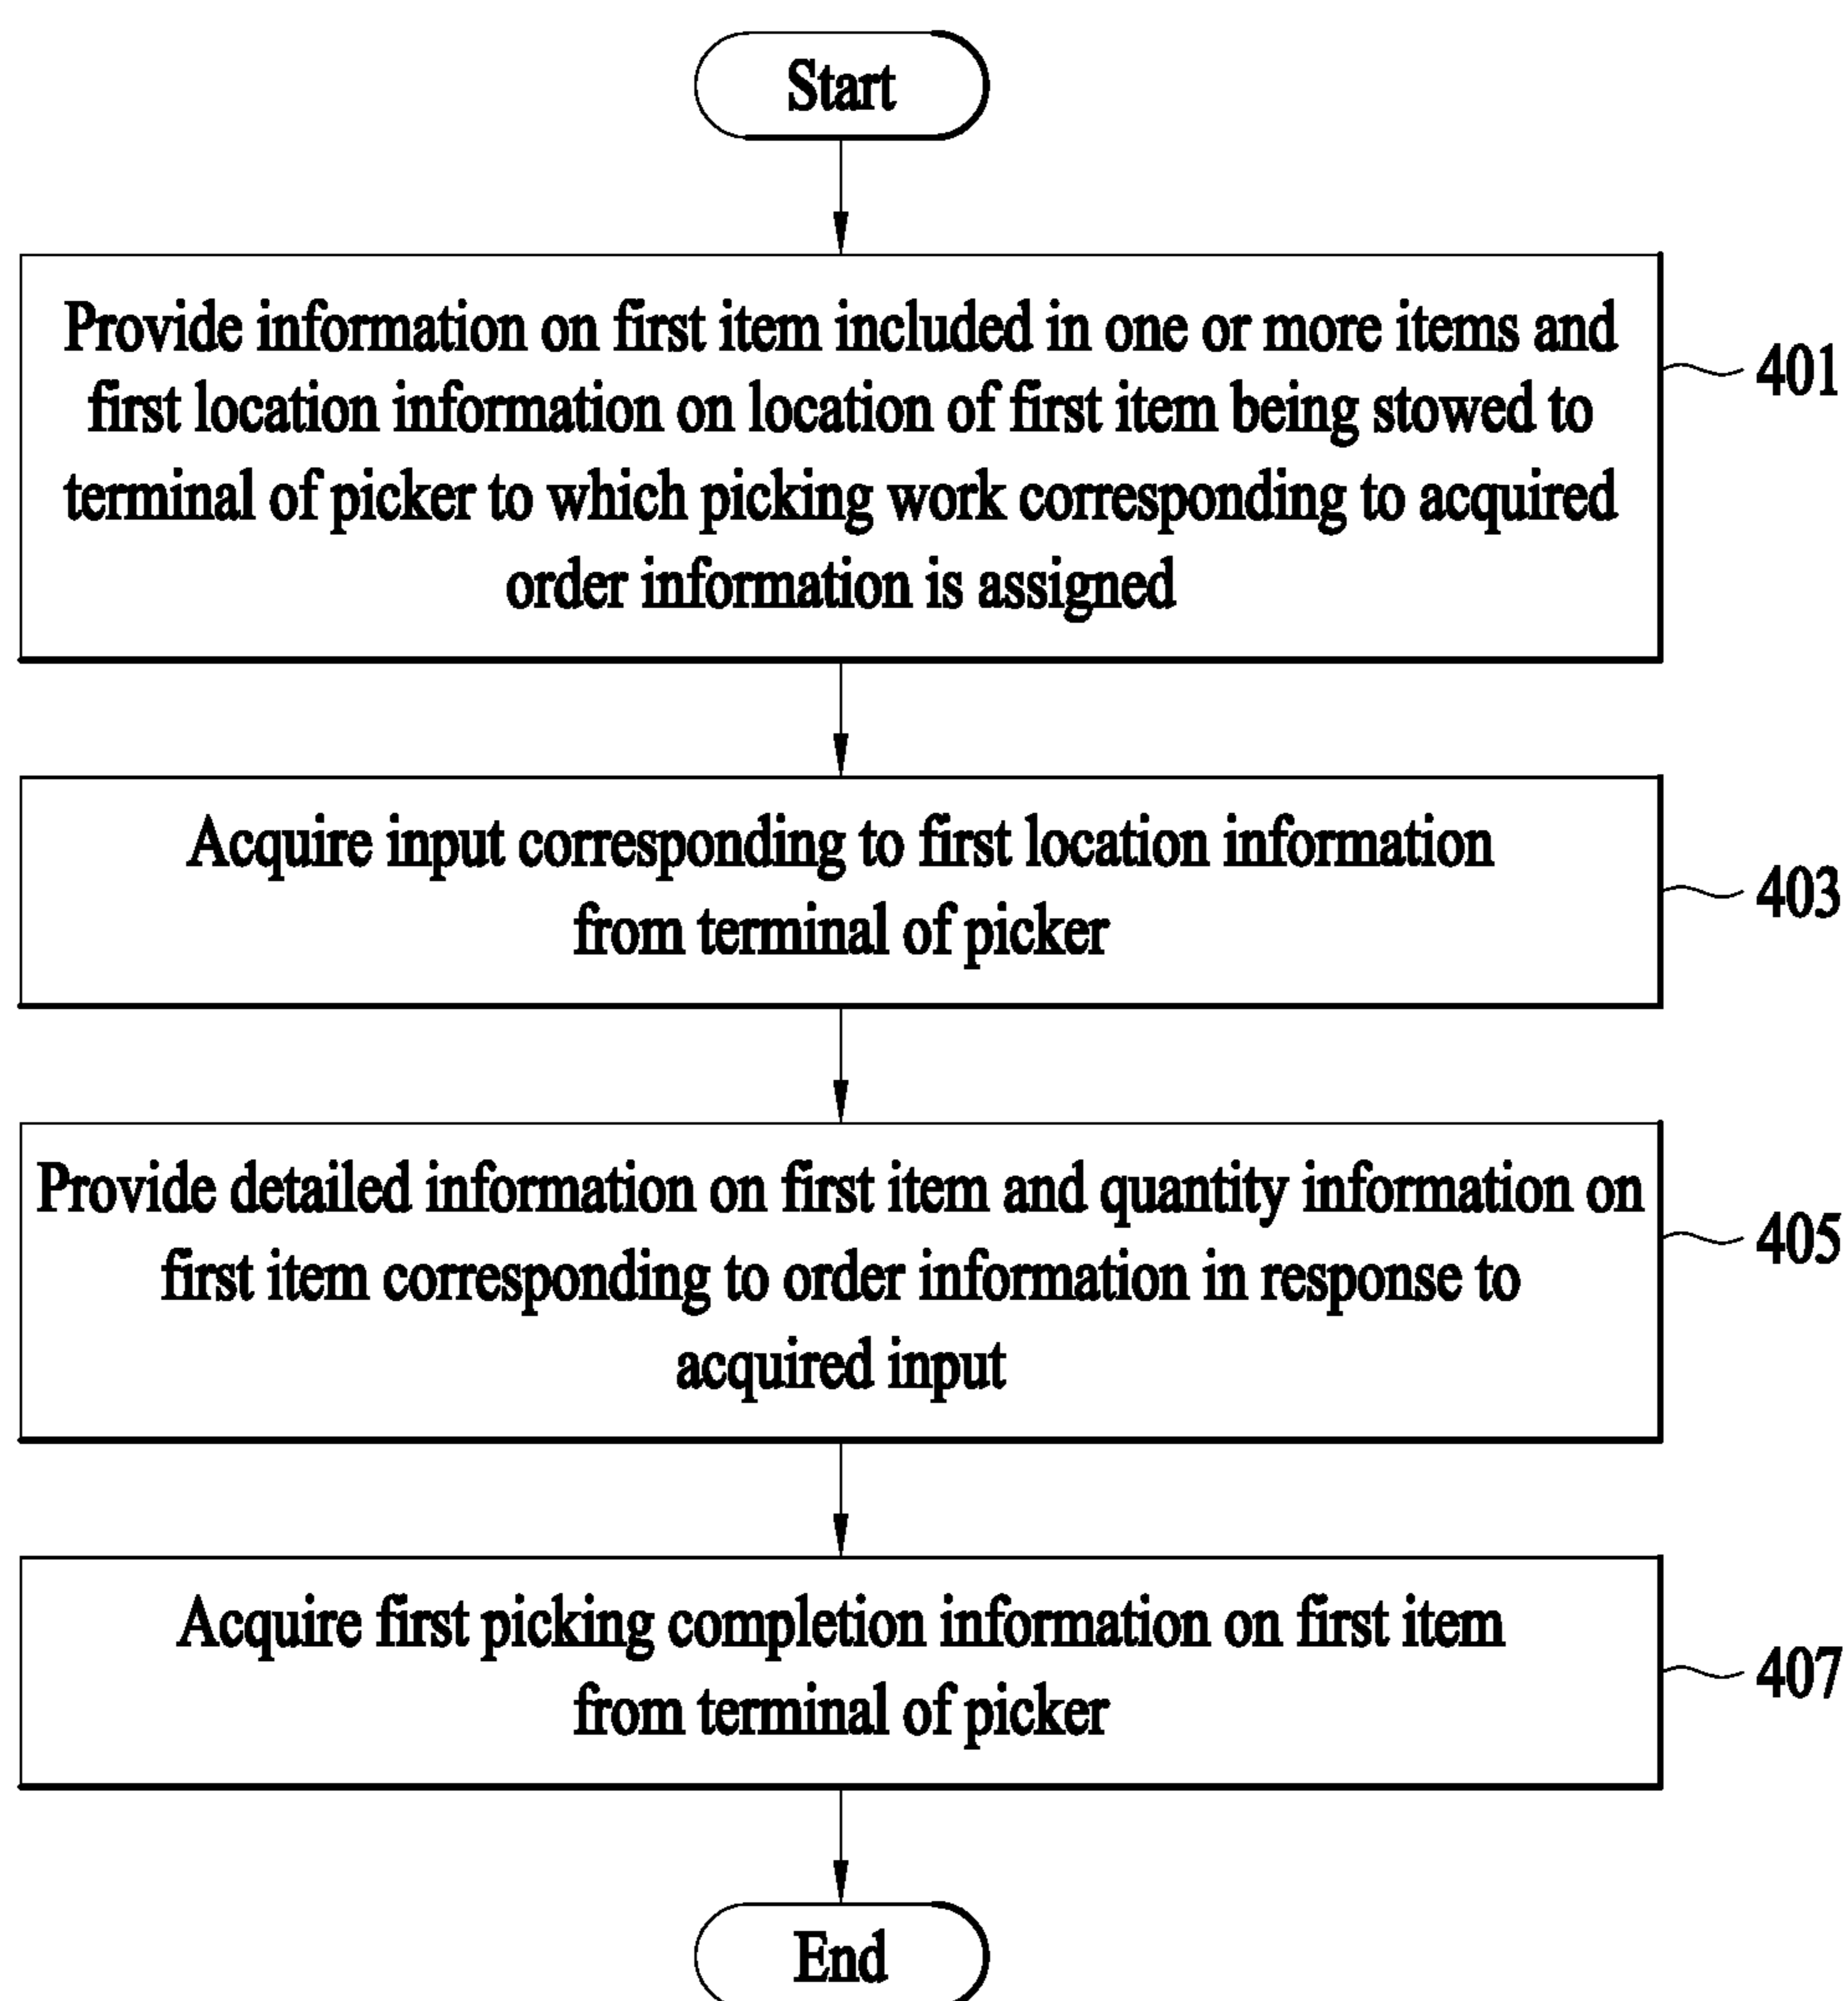 Start
Provide information on first item included in one or more items and
first location information on location of first item being stowed to
terminal of picker to which picking work corresponding to acquired
order information is assigned
401
Acquire input corresponding to first location information
from terminal of picker
403
Provide detailed information on first item and quantity information on
first item corresponding to order information in response to
acquired input
405
Acquire first picking completion information on first item
from terminal of picker
407
End